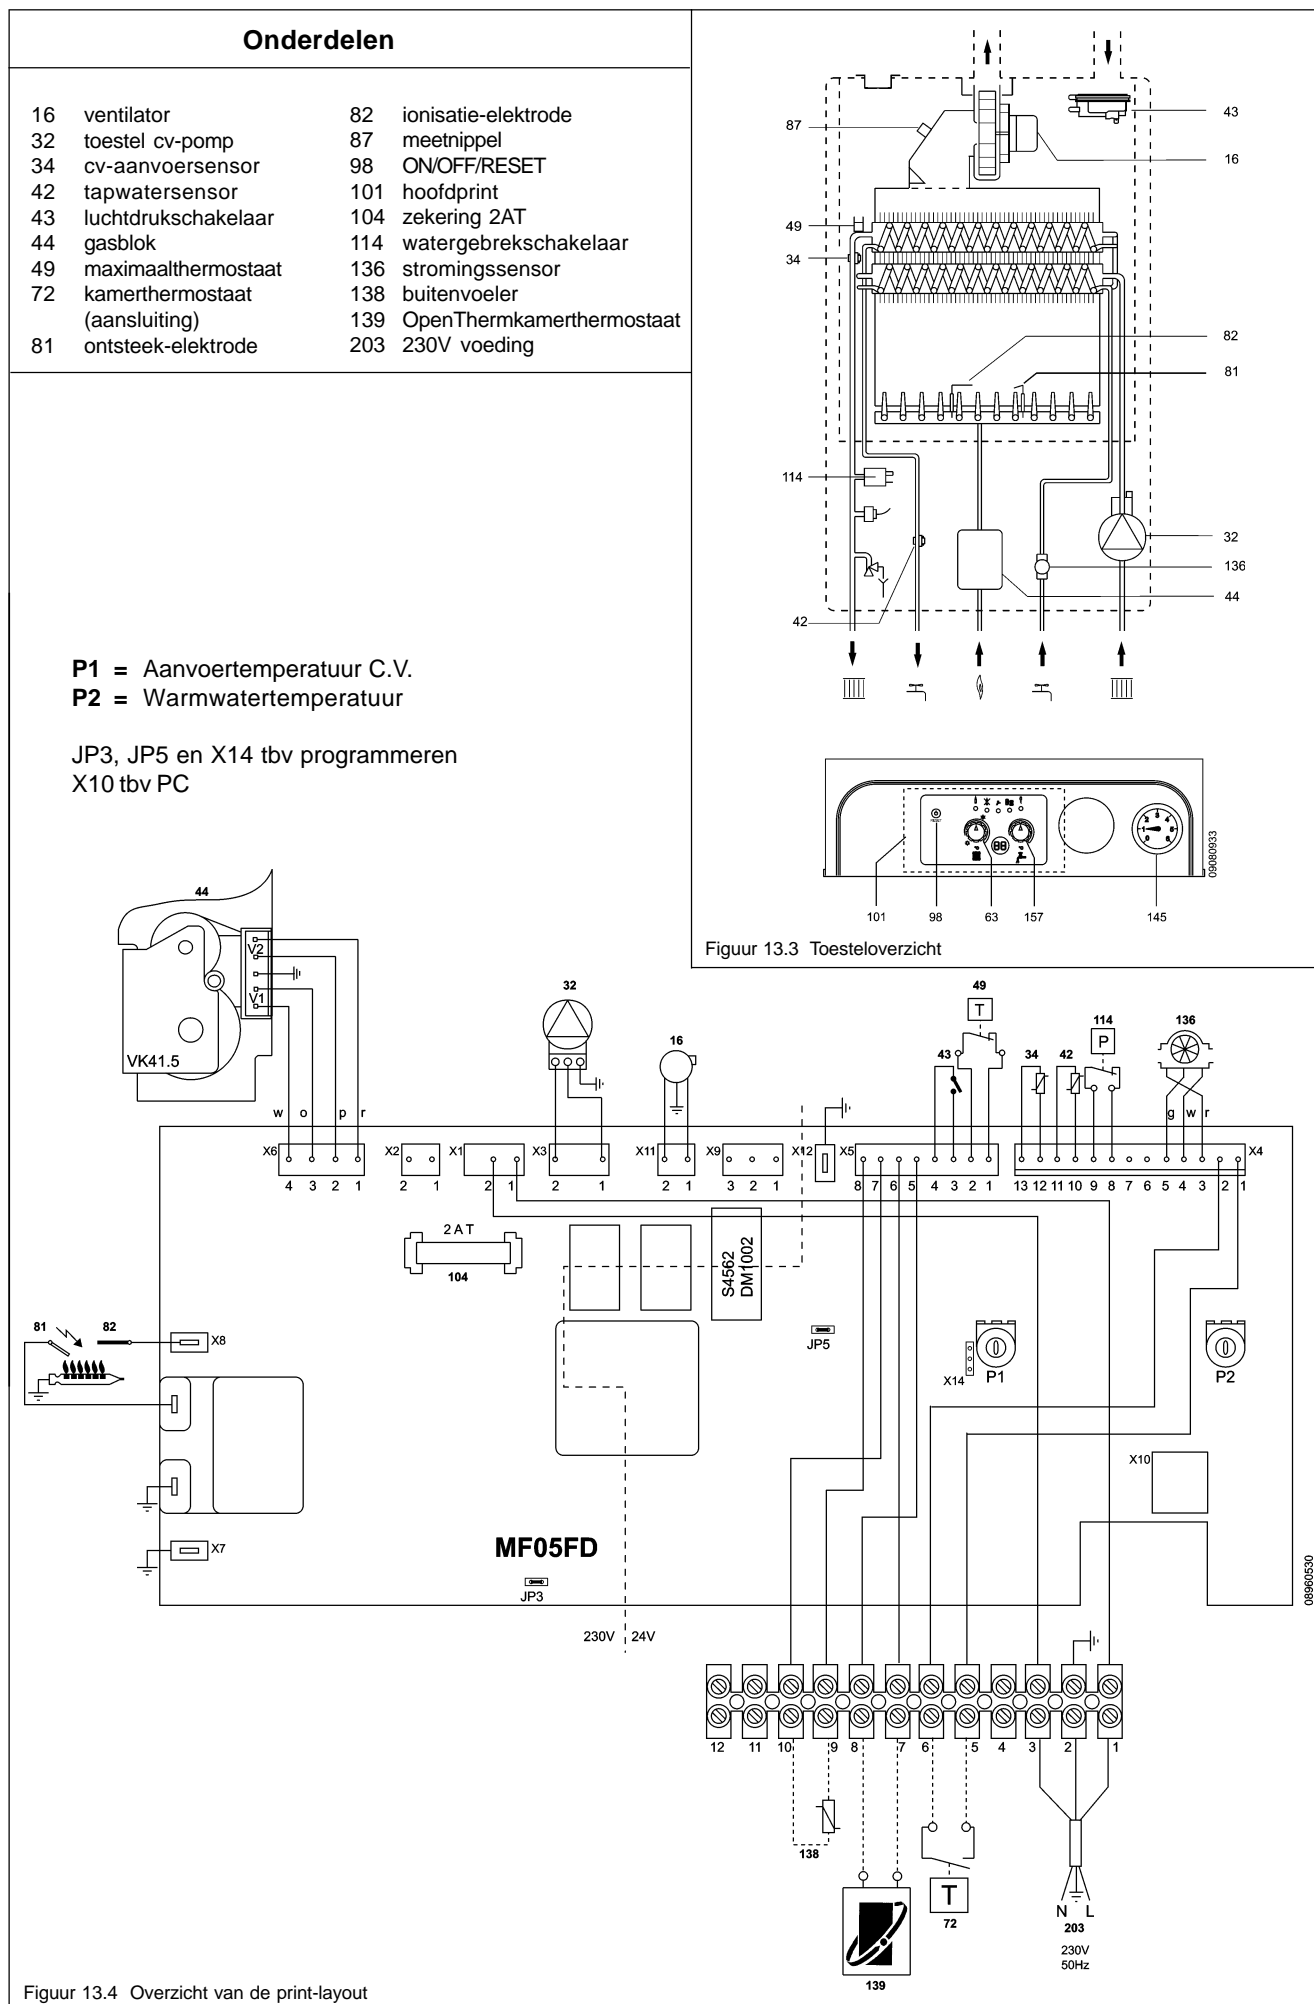 Onderdelen
16 ventilator
32 toestel cv-pomp
34 cv-aanvoersensor
42 tapwatersensor
43 luchtdrukschakelaar
44 gasblok
49 maximaalthermostaat
72 kamerthermostaat
(aansluiting)
81 ontsteek-elektrode
82 ionisatie-elektrode
87 meetnippel
98 ON/OFF/RESET
101 hoofdprint
104 zekering 2AT
114 watergebrekschakelaar
136 stromingssensor
138 buitenvoeler
139 OpenThermkamerthermostaat
203 230V voeding
P1 = Aanvoertemperatuur C.V.
P2 = Warmwatertemperatuur
JP3, JP5 en X14 tbv programmeren
X10 tbv PC
87
43
16
49
34
82
81
114
32
136
44
42
RESET
88
0 1 2 3 4 5 6
09080933
101 98 63 157 145
Figuur 13.3 Toesteloverzicht
44
V2
V1
VK41.5
w o p r
32
16
49
T
43
34
42
114
P
136
g w r
X6
4 3 2 1
X2
2 1
X1
2 1
X3
2 1
X11
2 1
X9
3 2 1
X12
X5
8 7 6 5 4 3 2 1
X4
13 12 11 10 9 8 7 6 5 4 3 2 1
2 A T
104
S4562
DM1002
JP5
X14
P1
P2
X10
81
82
X8
X7
MF05FD
JP3
230V 24V
08960530
12 11 10 9 8 7 6 5 4 3 2 1
138
139
T
72
N L
203
230V
50Hz
Figuur 13.4 Overzicht van de print-layout